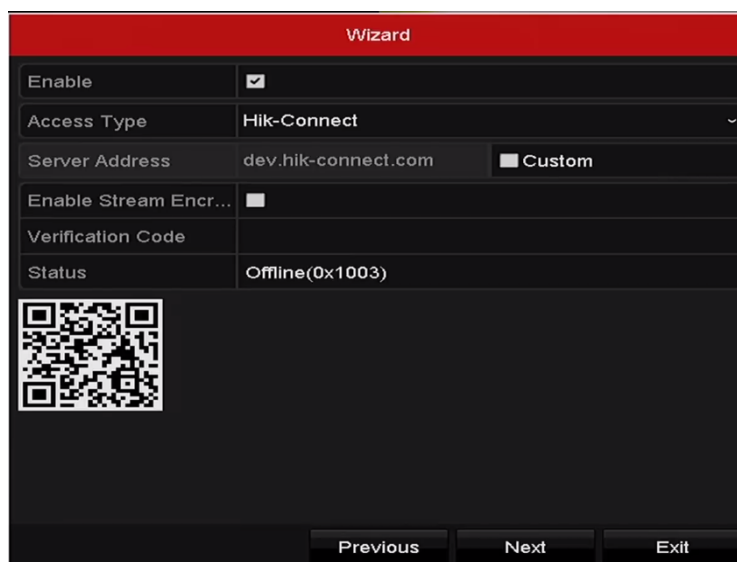 Wizard
Enable
Access Type Hik-Connect
Server Address dev.hik-connect.com Custom
Enable Stream Encr...
Verification Code
Status Offline(0x1003)
Previous Next Exit